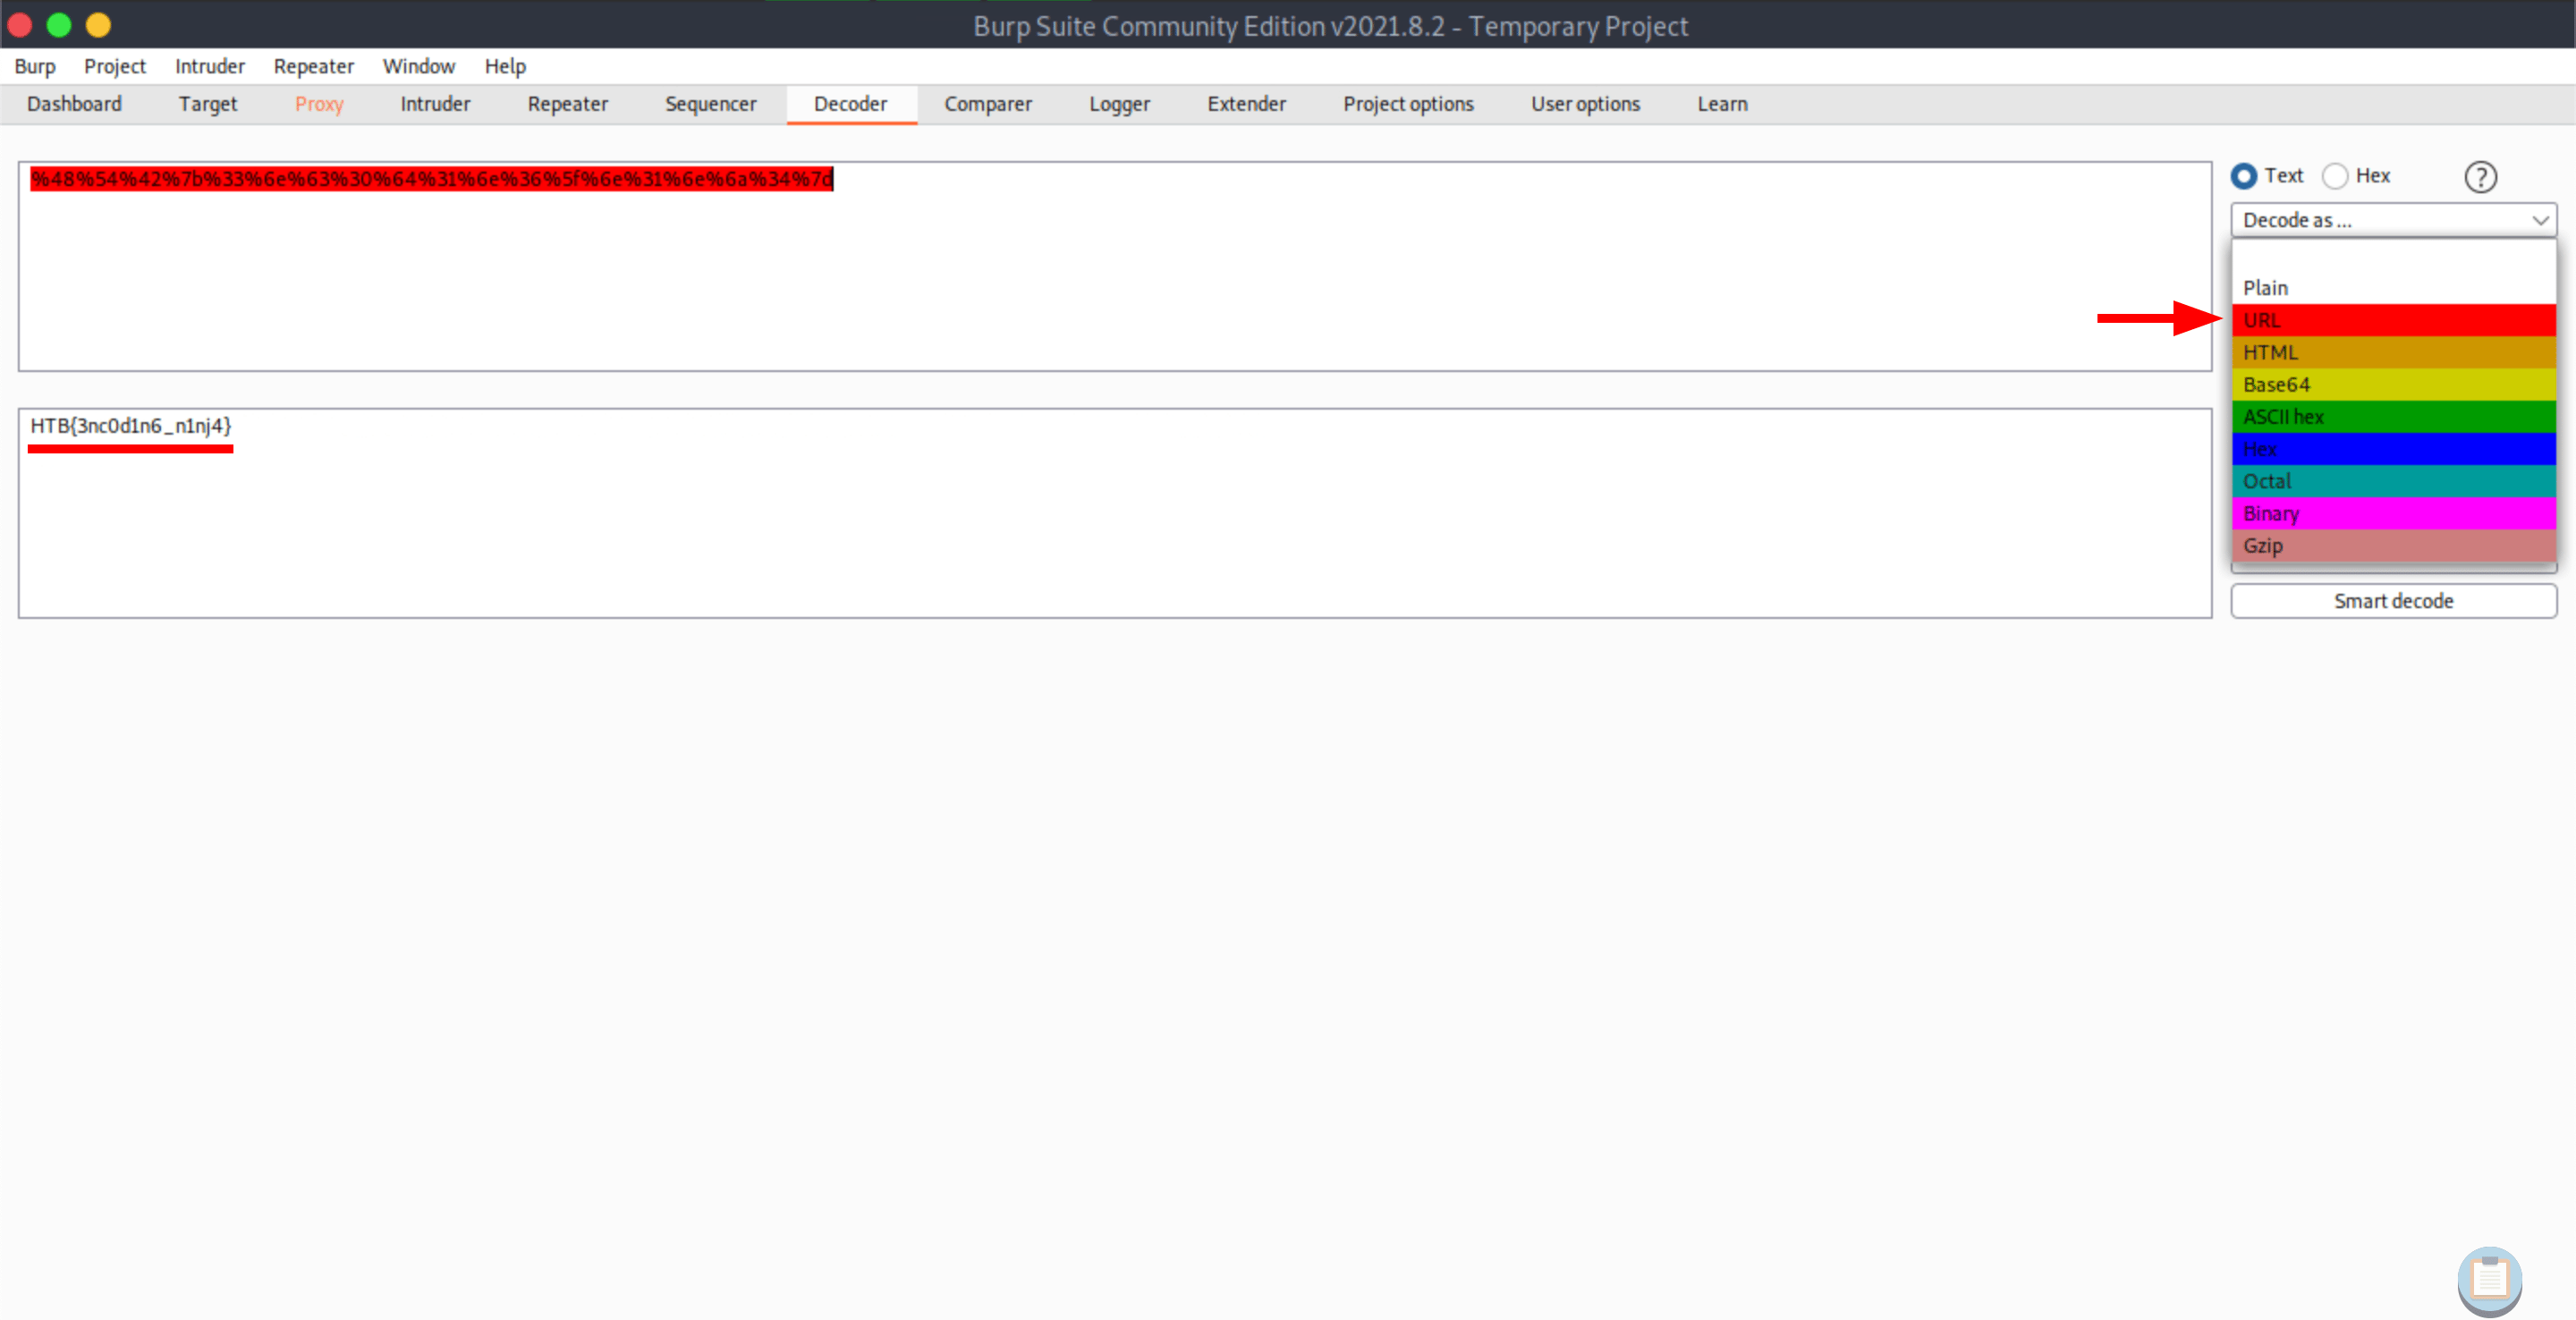 Burp Suite Community Edition v2021.8.2 - Temporary Project
Burp Project Intruder Repeater Window Help
Dashboard Target Proxy Intruder Repeater Sequencer Decoder Comparer Logger Extender Project options User options Learn
%48%54%42%7b%33%6e%63%30%64%31%6e%36%5f%6e%31%6e%6a%34%7d
Text Hex ?
Decode as ...
Plain
URL
HTML
Base64
ASCII hex
Hex
Octal
Binary
Gzip
Smart decode
HTB{3nc0d1n6_n1nj4}